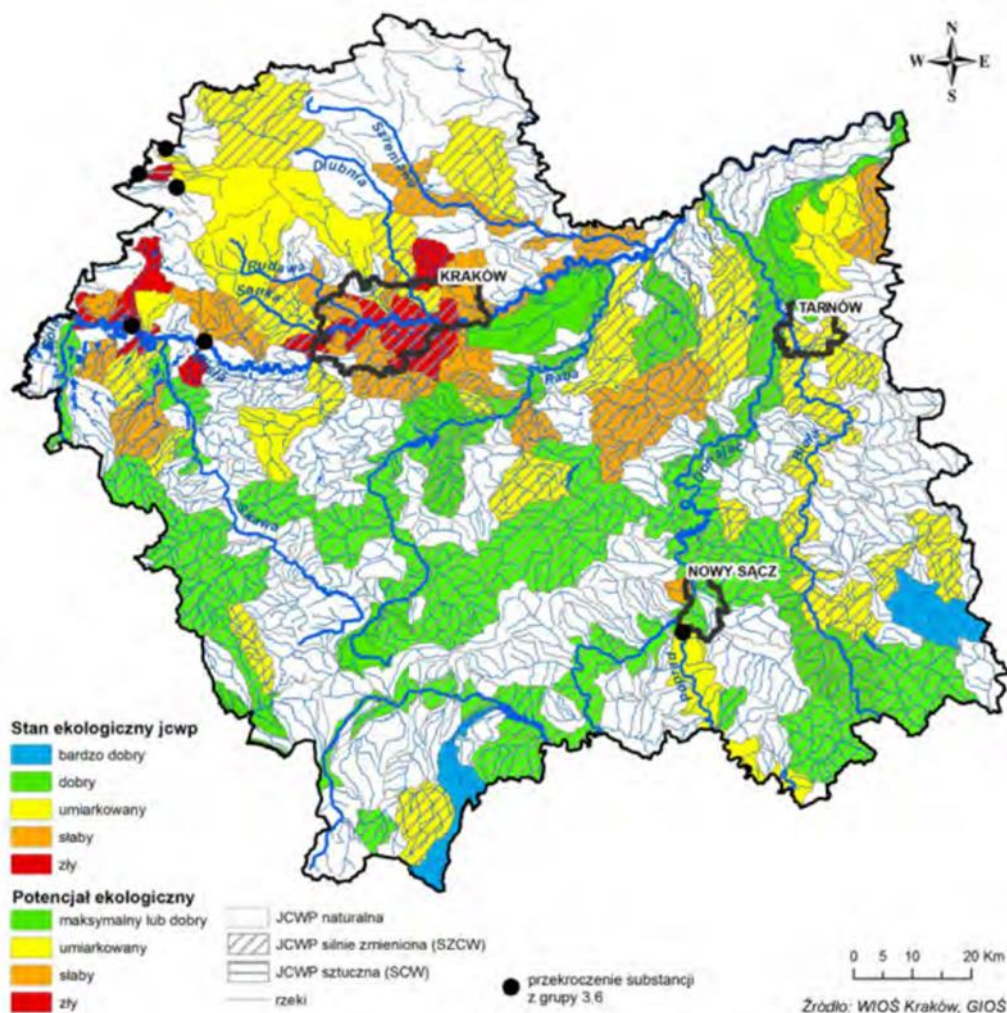 N
W E
S
Szreniawa
Dłubnia
Rudawa
Sanka
KRAKÓW
TARNÓW
Raba
Dunajec
Biała
Skawa
NOWY SĄCZ
Poprad
Stan ekologiczny jcwp
bardzo dobry
dobry
umiarkowany
słaby
zły
Potencjał ekologiczny
maksymalny lub dobry
umiarkowany
słaby
zły
JCWP naturalna
JCWP silnie zmieniona (SZCW)
JCWP sztuczna (SCW)
rzeki
przekroczenie substancji
z grupy 3.6
0 5 10 20 Km
Źródło: WIOŚ Kraków, GIOŚ